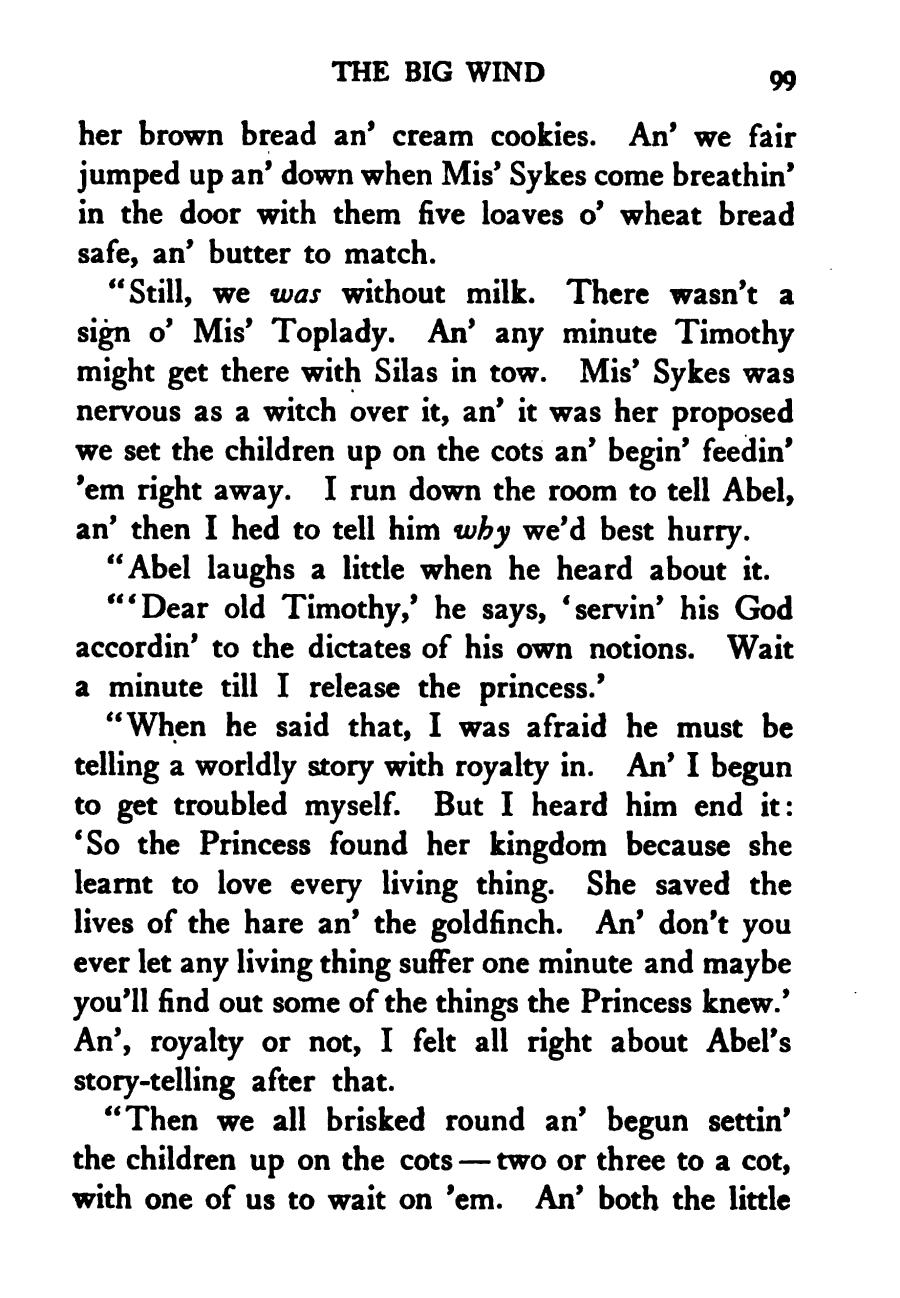 THE BIG WIND 99
her brown bread an' cream cookies. An' we fair
jumped up an' down when Mis' Sykes come breathin'
in the door with them five loaves o' wheat bread
safe, an' butter to match.
"Still, we was without milk. There wasn't a
sign o' Mis' Toplady. An' any minute Timothy
might get there with Silas in tow. Mis' Sykes was
nervous as a witch over it, an' it was her proposed
we set the children up on the cots an' begin' feedin'
'em right away. I run down the room to tell Abel,
an' then I hed to tell him why we'd best hurry.
"Abel laughs a little when he heard about it.
"'Dear old Timothy,' he says, 'servin' his God
accordin' to the dictates of his own notions. Wait
a minute till I release the princess.'
"When he said that, I was afraid he must be
telling a worldly story with royalty in. An' I begun
to get troubled myself. But I heard him end it:
'So the Princess found her kingdom because she
learnt to love every living thing. She saved the
lives of the hare an' the goldfinch. An' don't you
ever let any living thing suffer one minute and maybe
you'll find out some of the things the Princess knew.'
An', royalty or not, I felt all right about Abel's
story-telling after that.
"Then we all brisked round an' begun settin'
the children up on the cots — two or three to a cot,
with one of us to wait on 'em. An' both the little